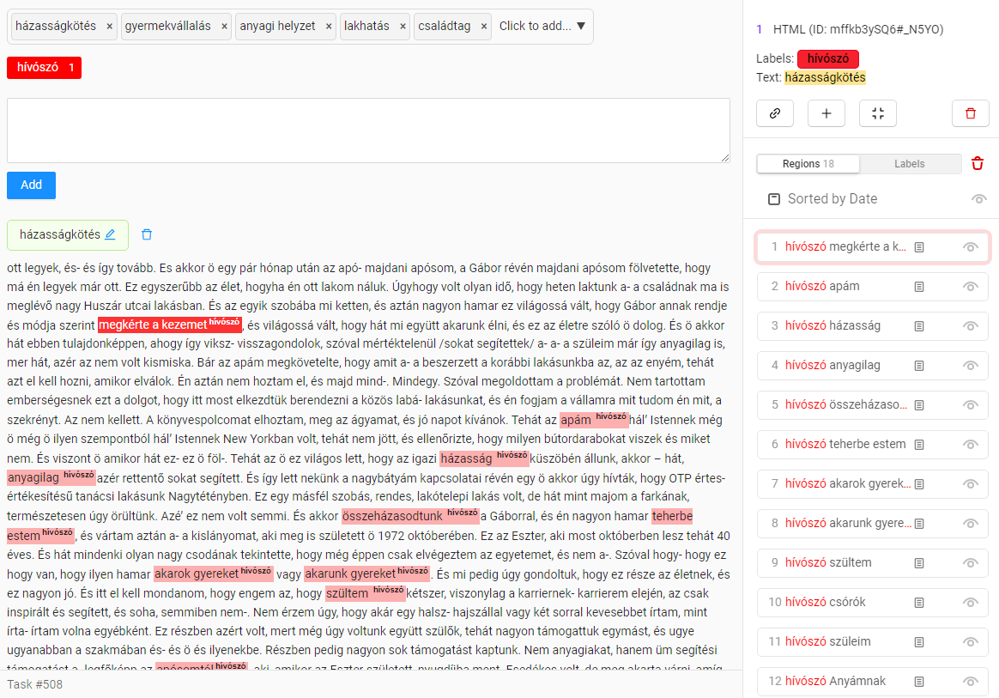 házasságkötés × gyermekvállalás × anyagi helyzet × lakhatás × családtag × Click to add... ▼
hívószó 1
Add
házasságkötés
ott legyek, és- és így tovább. Es akkor ö egy pár hónap után az apó- majdani apósom, a Gábor révén majdani apósom fölvetette, hogy
má én legyek már ott. Ez egyszerűbb az élet, hogyha én ott lakom náluk. Úgyhogy volt olyan idő, hogy heten laktunk a- a családnak ma is
meglévő nagy Huszár utcai lakásban. És az egyik szobába mi ketten, és aztán nagyon hamar ez világossá vált, hogy Gábor annak rendje
és módja szerint megkérte a kezemet hívószó, és világossá vált, hogy hát mi együtt akarunk élni, és ez az életre szóló ö dolog. És ö akkor
hát ebben tulajdonképpen, ahogy így viksz- visszagondolok, szóval mértéktelenül /sokat segítettek/ a- a- a szüleim már így anyagilag is,
mer hát, azér az nem volt kismiska. Bár az apám megkövetelte, hogy amit a- a beszerzett a korábbi lakásunkba az, az az enyém, tehát
azt el kell hozni, amikor elválok. Én aztán nem hoztam el, és majd mind-. Mindegy. Szóval megoldottam a problémát. Nem tartottam
emberségesnek ezt a dolgot, hogy itt most elkezdtük berendezni a közös labá- lakásunkat, és én fogjam a vállamra mit tudom én mit, a
szekrényt. Az nem kellett. A könyvespolcomat elhoztam, meg az ágyamat, és jó napot kívánok. Tehát az apám hívószó hál’ Istennek még
ö még ö ilyen szempontból hál’ Istennek New Yorkban volt, tehát nem jött, és ellenőrizte, hogy milyen bútordarabokat viszek és miket
nem. És viszont ö amikor hát ez- ez ö föl-. Tehát az ö ez világos lett, hogy az igazi házasság hívószó küszöbén állunk, akkor – hát,
anyagilag hívószó azér rettentő sokat segített. És így lett nekünk a nagybátyám kapcsolatai révén egy ö akkor úgy hívták, hogy OTP értes-
értékesítésű tanácsi lakásunk Nagytétényben. Ez egy másfél szobás, rendes, lakótelepi lakás volt, de hát mint majom a farkának,
természetesen úgy örültünk. Azé’ ez nem volt semmi. És akkor összeházasodtunk hívószó a Gáborral, és én nagyon hamar teherbe
estem hívószó, és vártam aztán a- a kislányomat, aki meg is született ö 1972 októberében. Ez az Eszter, aki most októberben lesz tehát 40
éves. És hát mindenki olyan nagy csodának tekintette, hogy még éppen csak elvégeztem az egyetemet, és nem a-. Szóval hogy- hogy ez
hogy van, hogy ilyen hamar akarok gyereket hívószó vagy akarunk gyereket hívószó. És mi pedig úgy gondoltuk, hogy ez része az életnek, és
ez nagyon jó. És itt el kell mondanom, hogy engem az, hogy szültem hívószó kétszer, viszonylag a karriernek- karrierem elején, az csak
inspirált és segített, és soha, semmiben nem-. Nem érzem úgy, hogy akár egy halsz- hajszállal vagy két sorral kevesebbet írtam, mint
írta- írtam volna egyébként. Ez részben azért volt, mert még úgy voltunk együtt szülők, tehát nagyon támogattuk egymást, és ugye
ugyanabban a szakmában és- és ö és ilyenekbe. Részben pedig nagyon sok támogatást kaptunk. Nem anyagiakat, hanem üm segítési
támogatást a- legfőképp az apósomtól hívószó, aki, amikor az Eszter született, nyugdíjba ment. Esedékes volt, de meg akarta várni, amíg
Task #508
1 HTML (ID: mffkb3ySQ6#_N5YO)
Labels: hívószó
Text: házasságkötés
Regions 18 Labels
Sorted by Date
1 hívószó megkérte a k...
2 hívószó apám
3 hívószó házasság
4 hívószó anyagilag
5 hívószó összeházaso...
6 hívószó teherbe estem
7 hívószó akarok gyerek...
8 hívószó akarunk gyere...
9 hívószó szültem
10 hívószó csórók
11 hívószó szüleim
12 hívószó Anyámnak